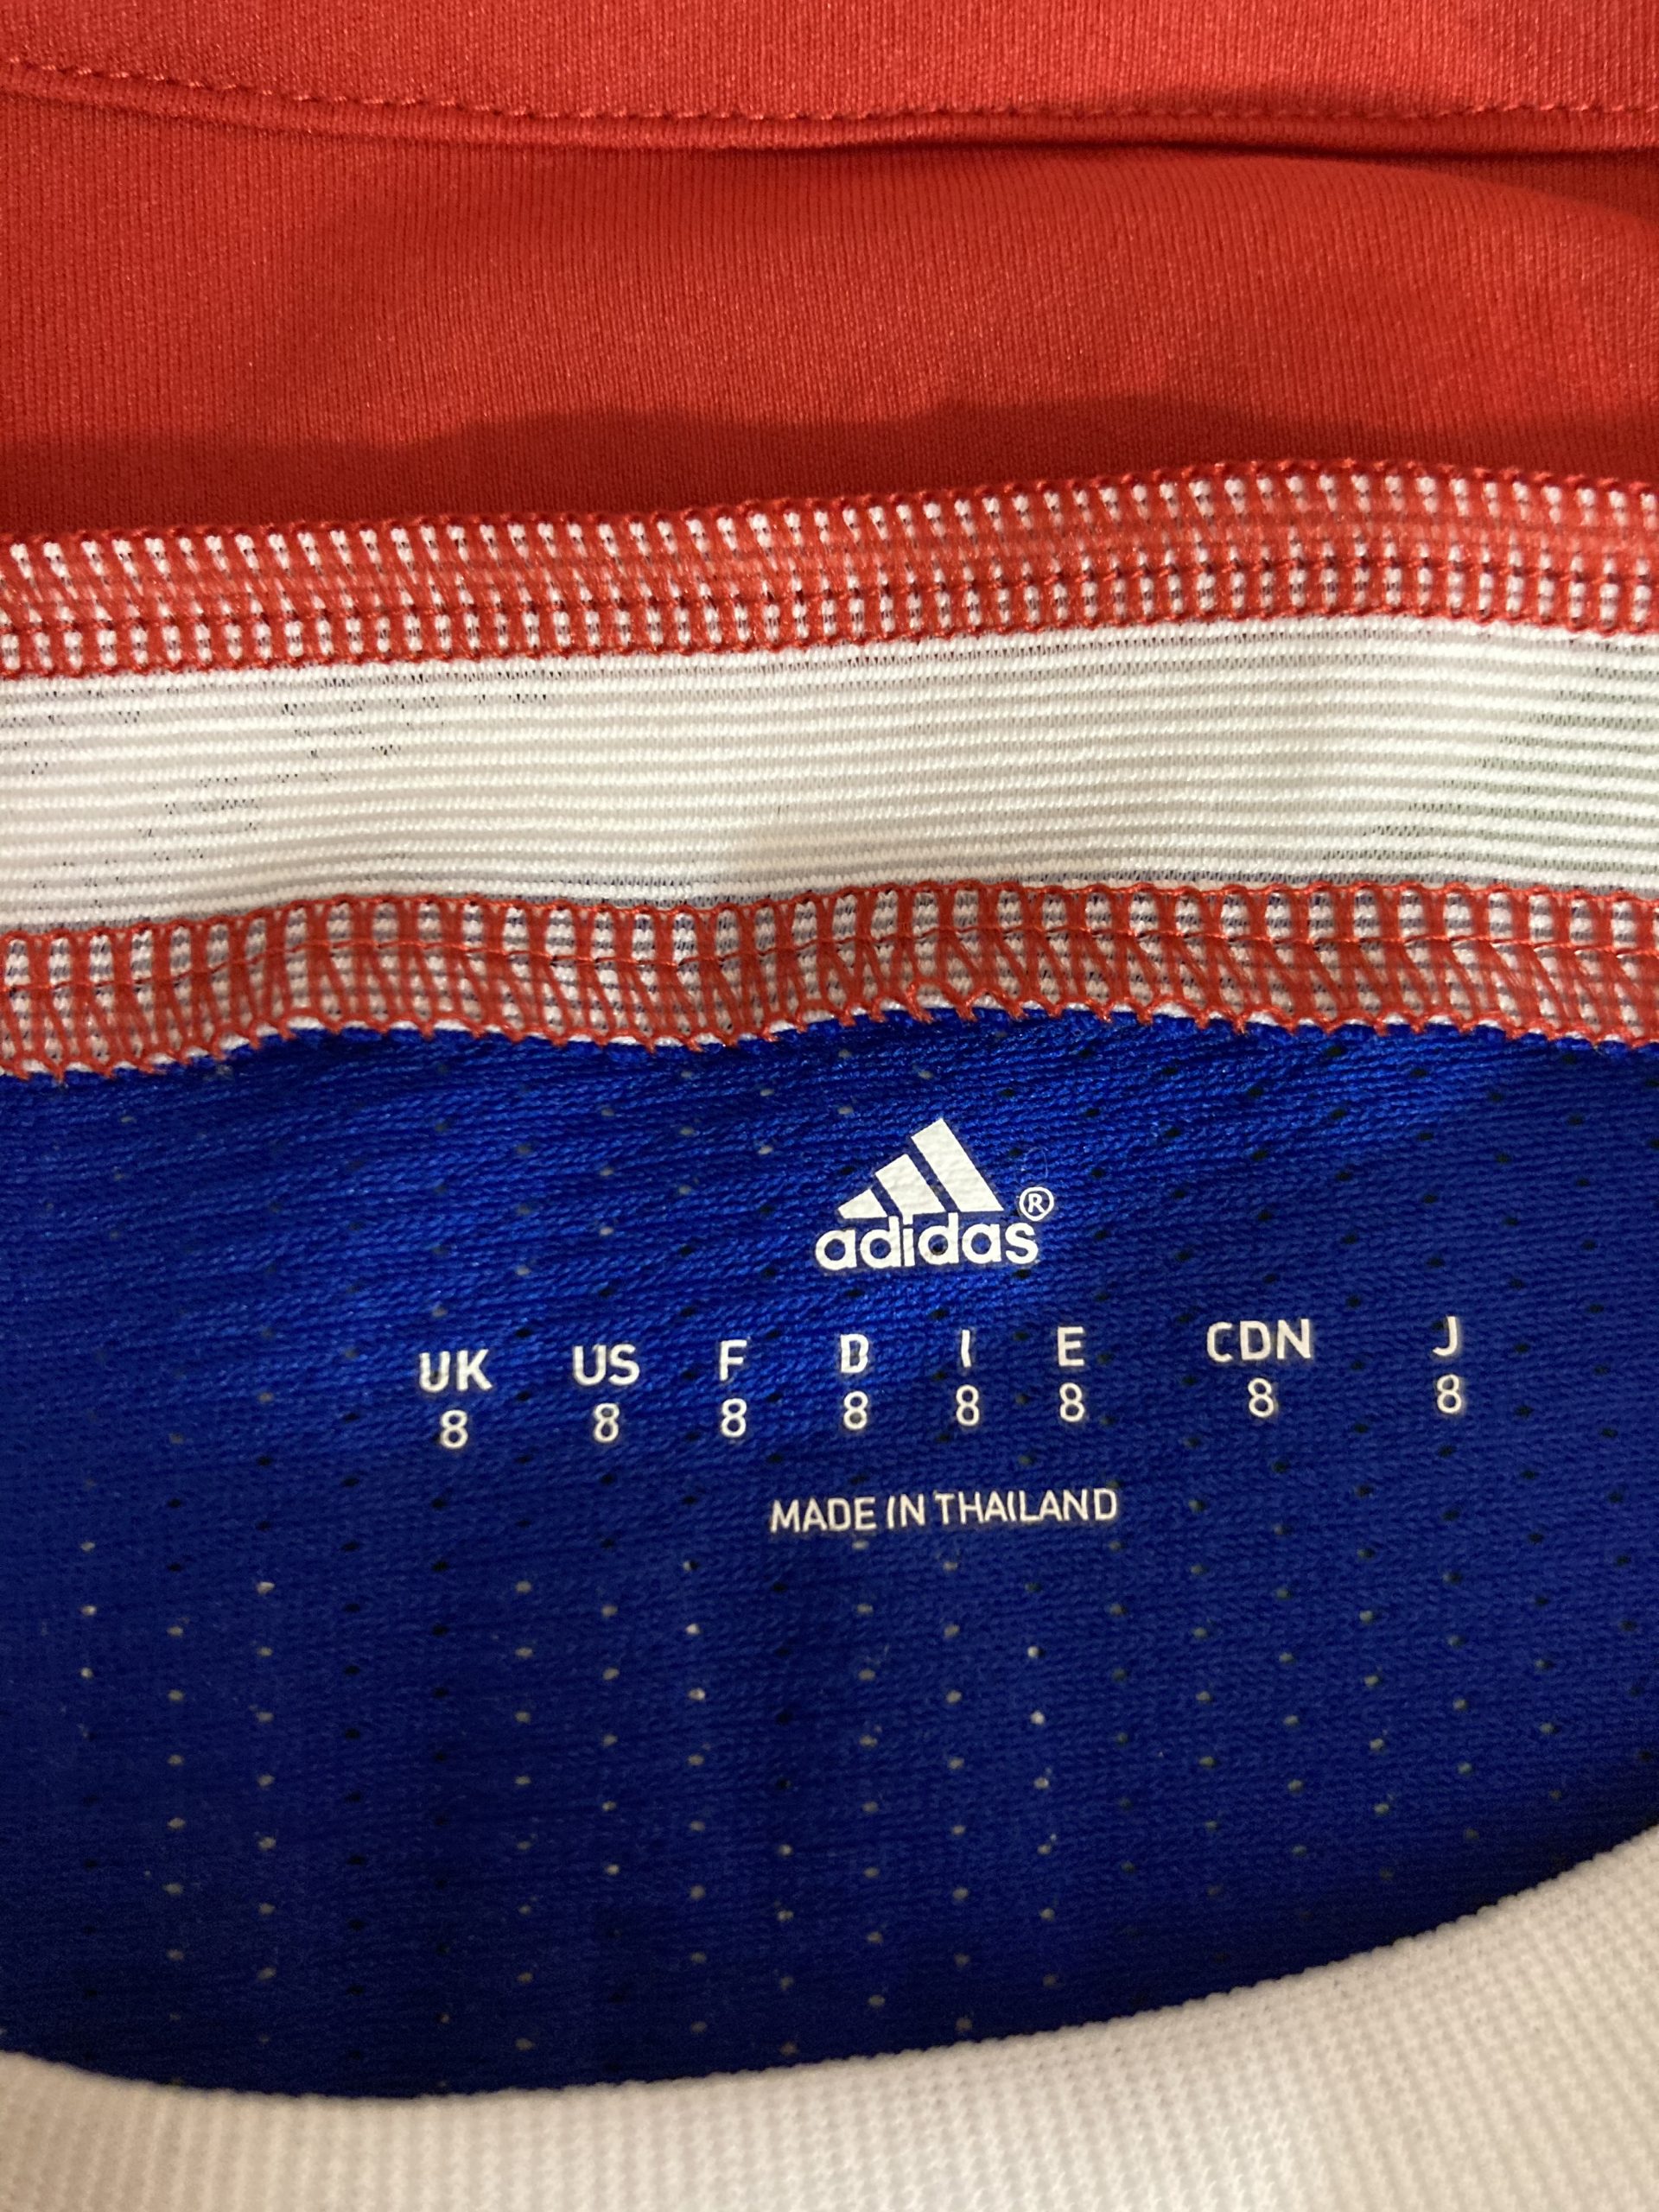 adidas®
UK US F D I E CDN J
8 8 8 8 8 8 8 8
MADE IN THAILAND